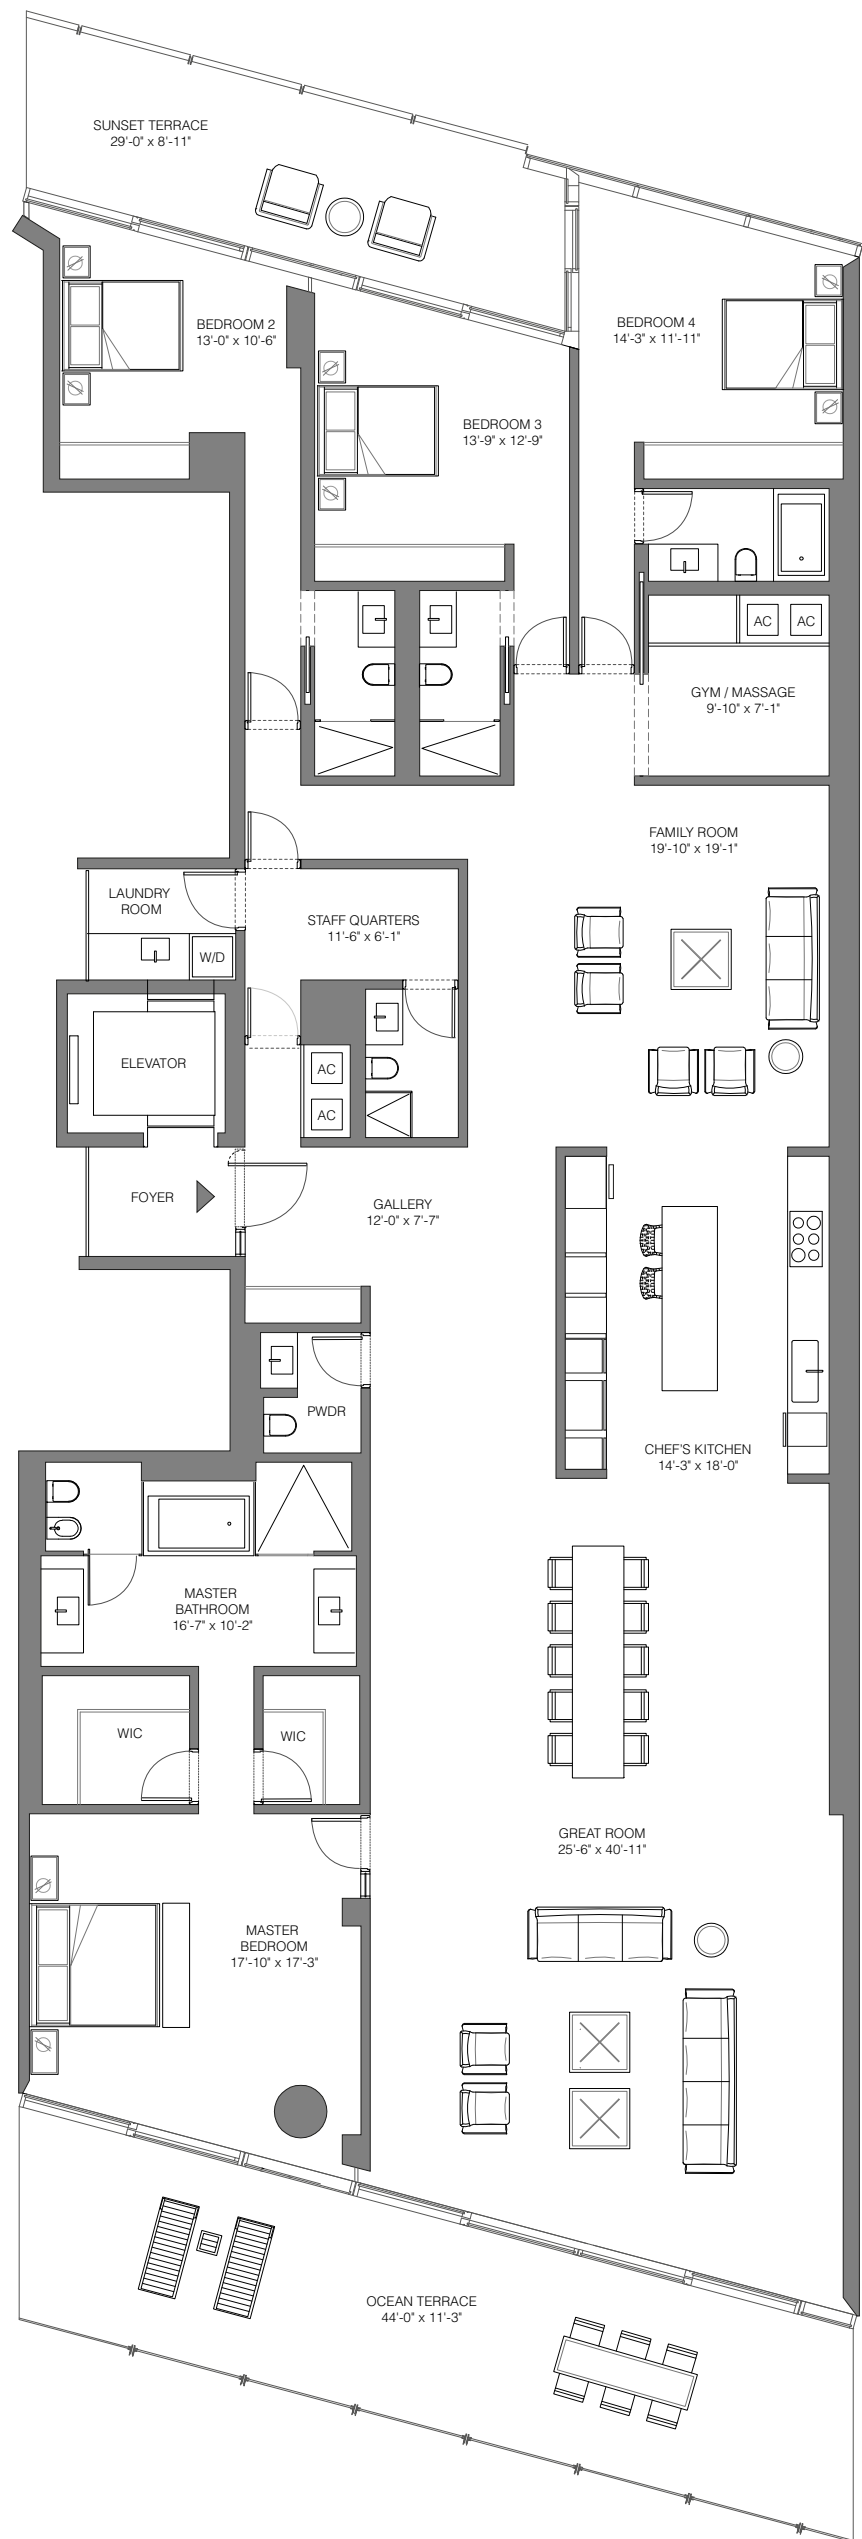 SUNSET TERRACE
29'-0" x 8'-11"
BEDROOM 2
13'-0" x 10'-6"
BEDROOM 4
14'-3" x 11'-11"
BEDROOM 3
13'-9" x 12'-9"
AC
AC
GYM / MASSAGE
9'-10" x 7'-1"
FAMILY ROOM
19'-10" x 19'-1"
LAUNDRY
ROOM
STAFF QUARTERS
11'-6" x 6'-1"
W/D
ELEVATOR
AC
AC
FOYER
GALLERY
12'-0" x 7'-7"
PWDR
CHEF'S KITCHEN
14'-3" x 18'-0"
MASTER
BATHROOM
16'-7" x 10'-2"
WIC
WIC
GREAT ROOM
25'-6" x 40'-11"
MASTER
BEDROOM
17'-10" x 17'-3"
OCEAN TERRACE
44'-0" x 11'-3"